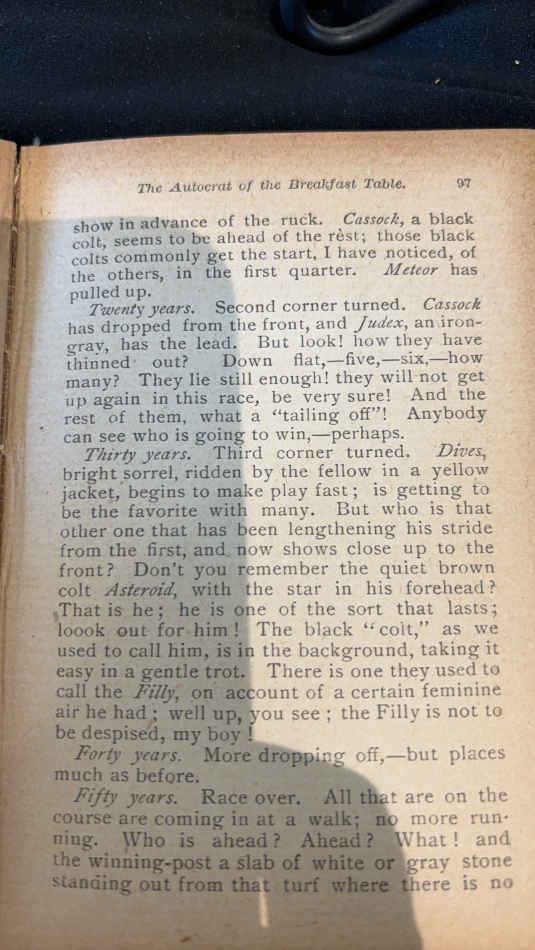 The Autocrat of the Breakfast Table. 97
show in advance of the ruck. Cassock, a black
colt, seems to be ahead of the rest; those black
colts commonly get the start, I have noticed, of
the others, in the first quarter. Meteor has
pulled up.
Twenty years. Second corner turned. Cassock
has dropped from the front, and Judex, an iron-
gray, has the lead. But look! how they have
thinned out? Down flat,—five,—six,—how
many? They lie still enough! they will not get
up again in this race, be very sure! And the
rest of them, what a “tailing off”! Anybody
can see who is going to win,—perhaps.
Thirty years. Third corner turned. Dives,
bright sorrel, ridden by the fellow in a yellow
jacket, begins to make play fast; is getting to
be the favorite with many. But who is that
other one that has been lengthening his stride
from the first, and now shows close up to the
front? Don't you remember the quiet brown
colt Asteroid, with the star in his forehead?
That is he; he is one of the sort that lasts;
loook out for him! The black “colt,” as we
used to call him, is in the background, taking it
easy in a gentle trot. There is one they used to
call the Filly, on account of a certain feminine
air he had; well up, you see; the Filly is not to
be despised, my boy!
Forty years. More dropping off,—but places
much as before.
Fifty years. Race over. All that are on the
course are coming in at a walk; no more run-
ning. Who is ahead? Ahead? What! and
the winning-post a slab of white or gray stone
standing out from that turf where there is no